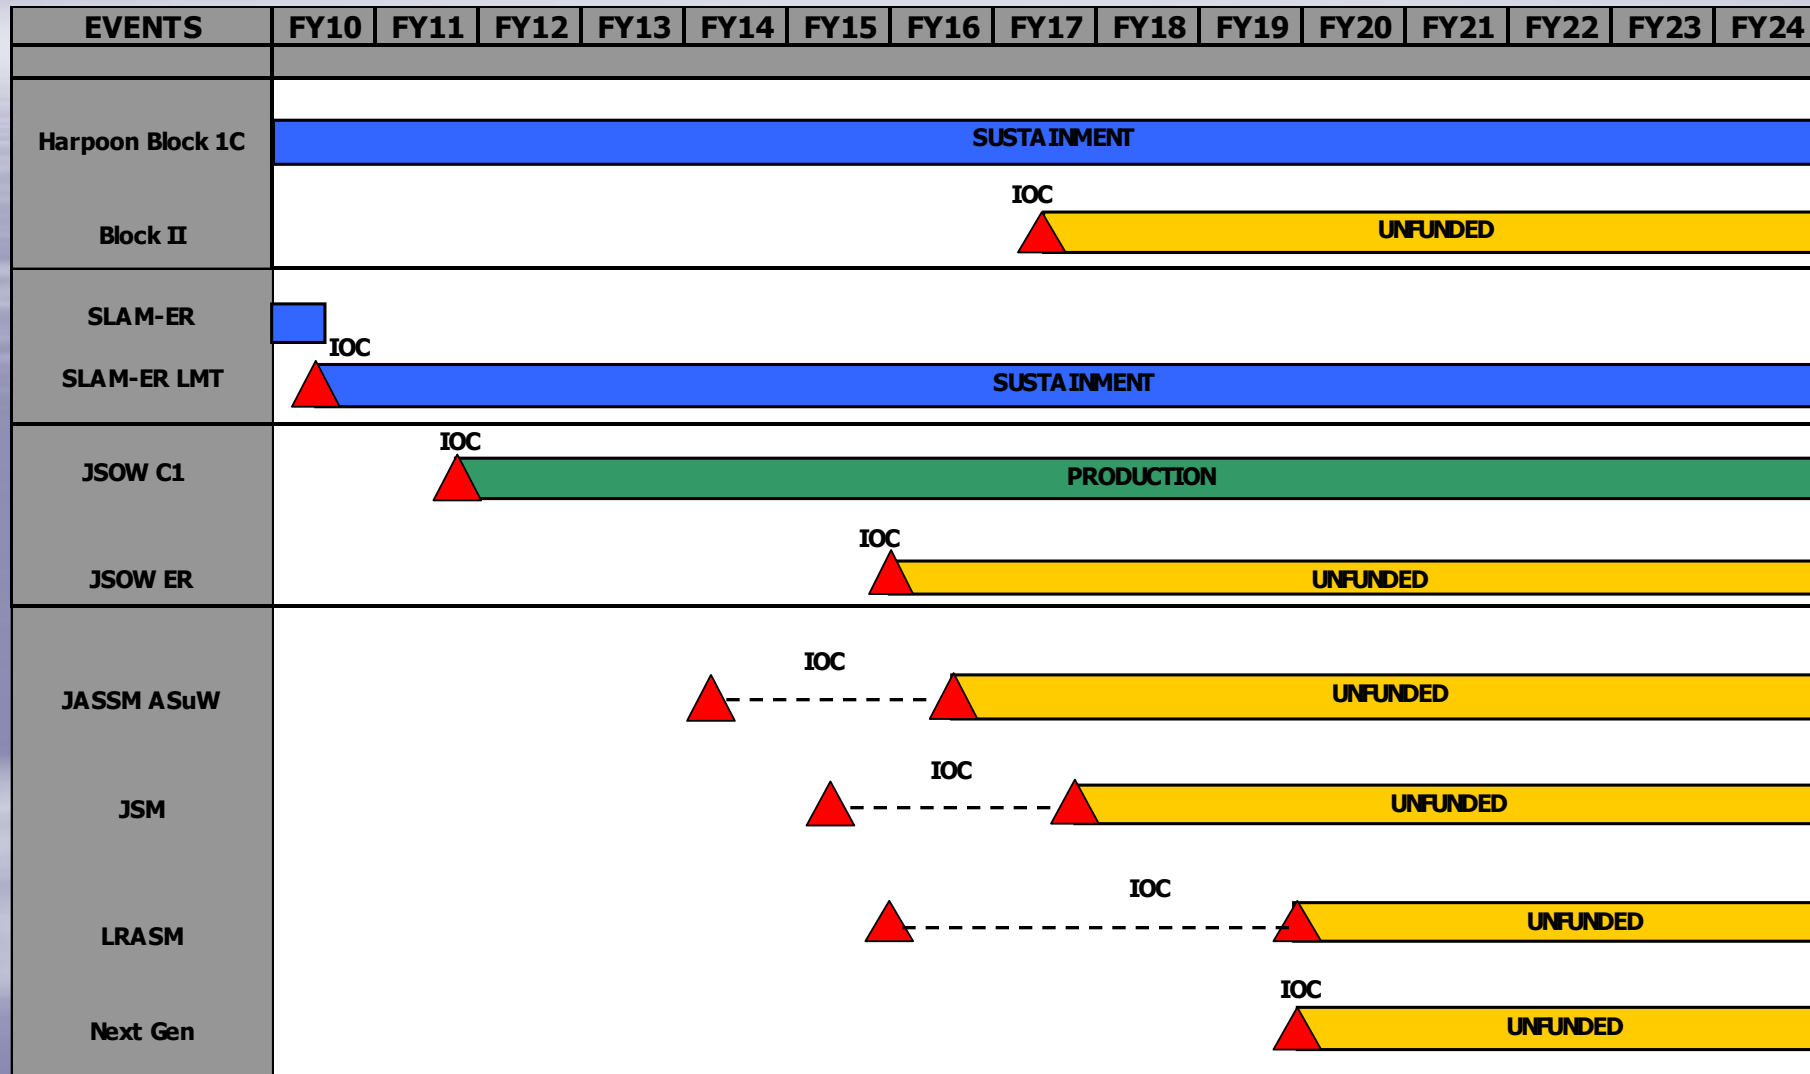 EVENTS FY10 FY11 FY12 FY13 FY14 FY15 FY16 FY17 FY18 FY19 FY20 FY21 FY22 FY23 FY24
Harpoon Block 1C SUSTAINMENT
IOC
Block II UNFUNDED
SLAM-ER
IOC
SLAM-ER LMT SUSTAINMENT
IOC
JSOW C1 PRODUCTION
IOC
JSOW ER UNFUNDED
IOC
JASSM ASuW UNFUNDED
IOC
JSM UNFUNDED
IOC
LRASM UNFUNDED
IOC
Next Gen UNFUNDED